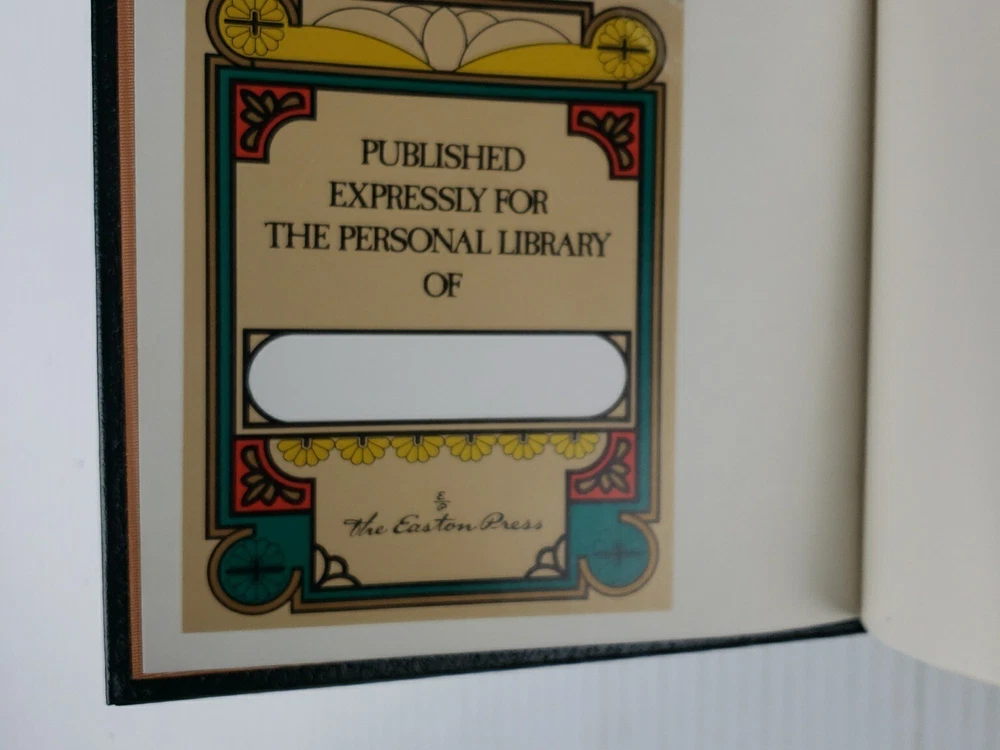 PUBLISHED
EXPRESSLY FOR
THE PERSONAL LIBRARY
OF
E/P
the Easton Press